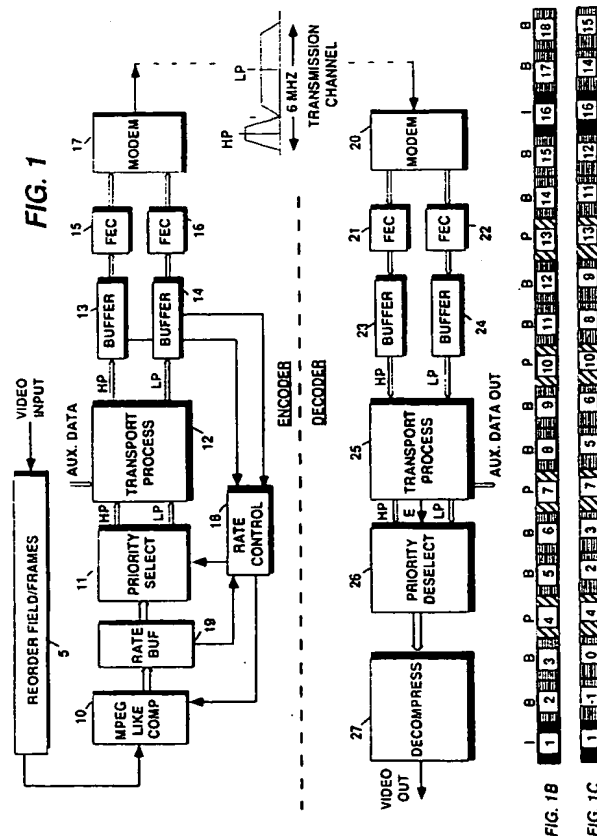 FIG. 1
VIDEO
INPUT
5
REORDER FIELD/FRAMES
AUX. DATA
10
MPEG
LIKE
COMP
RATE
BUF
19
11
PRIORITY
SELECT
HP
LP
TRANSPORT
PROCESS
12
HP
LP
13
BUFFER
BUFFER
14
15
FEC
FEC
16
17
MODEM
RATE
CONTROL
18
HP
LP
6 MHZ
TRANSMISSION
CHANNEL
ENCODER
DECODER
VIDEO
OUT
27
DECOMPRESS
26
PRIORITY
DESELECT
HP
E
LP
25
TRANSPORT
PROCESS
AUX. DATA OUT
HP
LP
23
BUFFER
BUFFER
24
21
FEC
FEC
22
20
MODEM
I B B P B B P B B P B B P B B I B B
FIG. 1B 1 2 3 4 5 6 7 8 9 10 11 12 13 14 15 16 17 18
FIG. 1C 1 -1 0 4 2 3 7 5 6 10 8 9 13 11 12 16 14 15